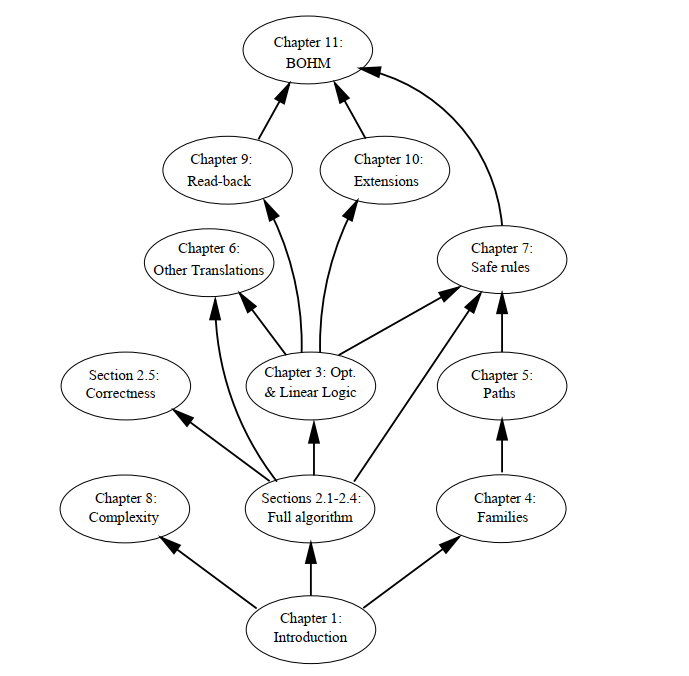 Chapter 11:
BOHM
Chapter 9:
Read-back
Chapter 10:
Extensions
Chapter 6:
Other Translations
Chapter 7:
Safe rules
Section 2.5:
Correctness
Chapter 3: Opt.
& Linear Logic
Chapter 5:
Paths
Chapter 8:
Complexity
Sections 2.1-2.4:
Full algorithm
Chapter 4:
Families
Chapter 1:
Introduction